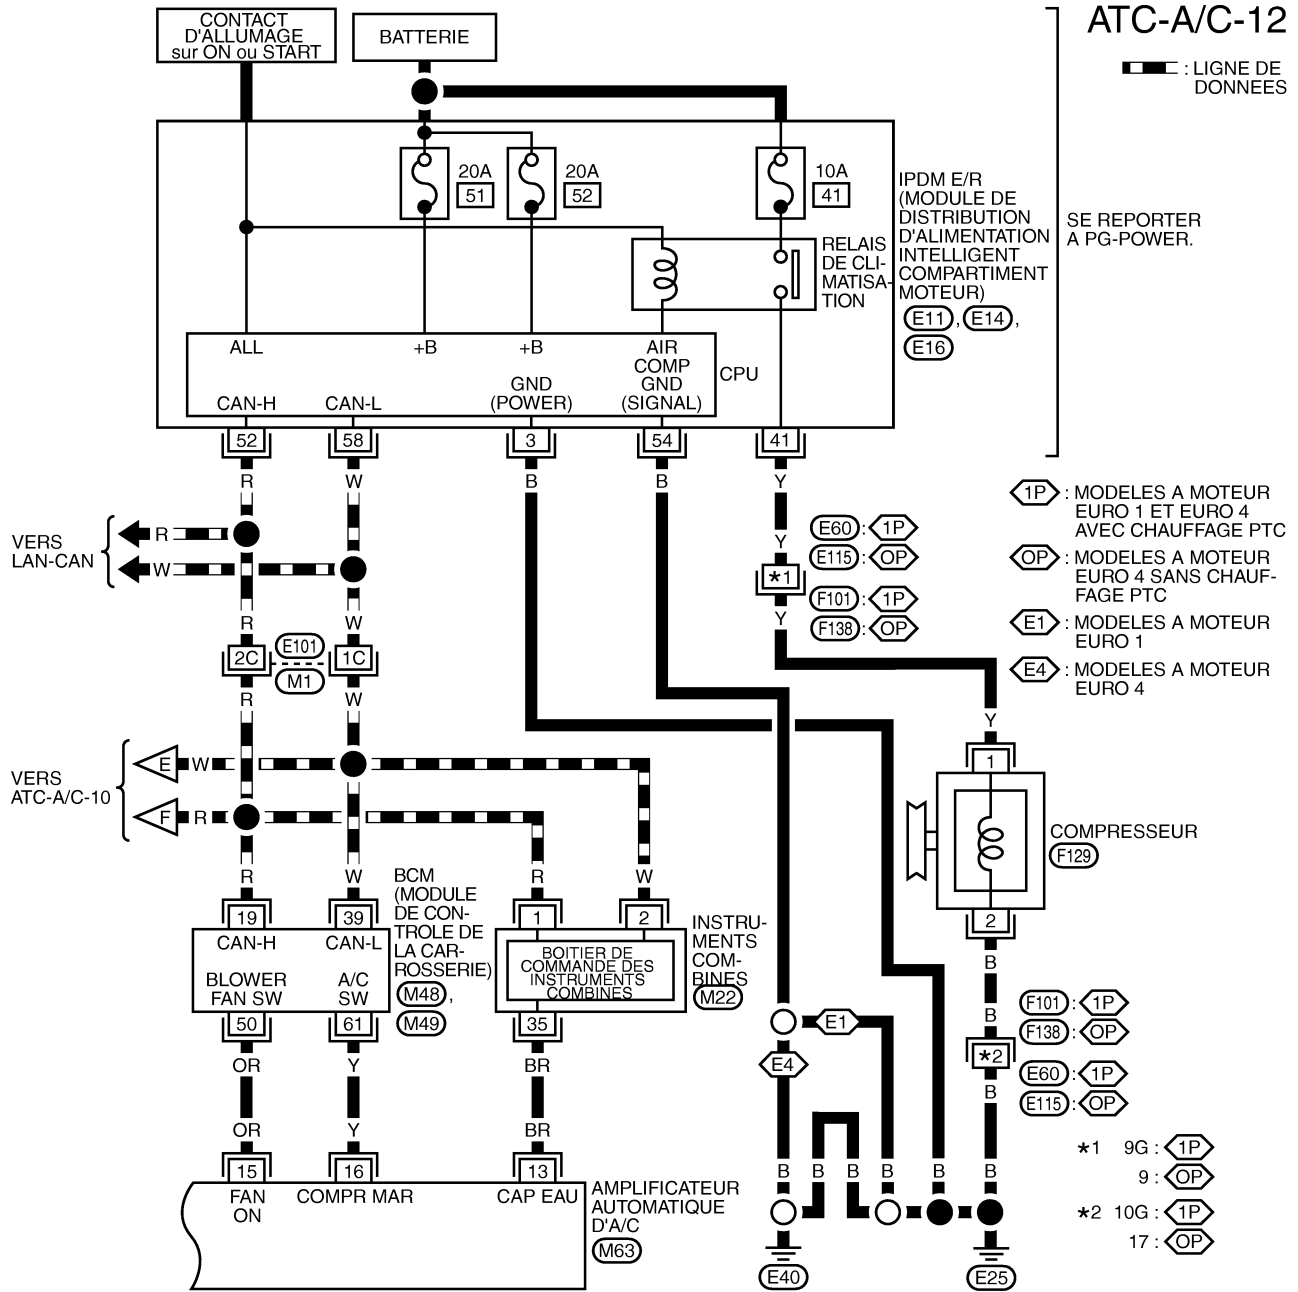 CONTACT
D'ALLUMAGE
sur ON ou START
BATTERIE
ATC-A/C-12
: LIGNE DE
DONNEES
20A
51
20A
52
10A
41
IPDM E/R
(MODULE DE
DISTRIBUTION
D'ALIMENTATION
INTELLIGENT
COMPARTIMENT
MOTEUR)
E11, E14,
E16
SE REPORTER
A PG-POWER.
RELAIS
DE CLI-
MATISA-
TION
ALL
+B
+B
AIR
COMP
GND
(SIGNAL)
CPU
CAN-H
CAN-L
GND
(POWER)
52
58
3
54
41
R
W
B
B
Y
VERS
LAN-CAN
R
W
Y
E60 : 1P
E115 : OP
*1
F101 : 1P
F138 : OP
Y
1P : MODELES A MOTEUR
EURO 1 ET EURO 4
AVEC CHAUFFAGE PTC
OP : MODELES A MOTEUR
EURO 4 SANS CHAUF-
FAGE PTC
E1 : MODELES A MOTEUR
EURO 1
E4 : MODELES A MOTEUR
EURO 4
R
W
2C
E101
M1
1C
R
W
VERS
ATC-A/C-10
E
W
F
R
Y
1
COMPRESSEUR
F129
2
R
W
R
W
19
39
1
2
BCM
(MODULE
DE CON-
TROLE DE
LA CAR-
ROSSERIE)
M48,
M49
CAN-H
CAN-L
BLOWER
FAN SW
A/C
SW
BOITIER DE
COMMANDE DES
INSTRUMENTS
COMBINES
INSTRU-
MENTS
COM-
BINES
M22
50
61
35
OR
Y
BR
OR
Y
BR
15
16
13
FAN
ON
COMPR MAR
CAP EAU
AMPLIFICATEUR
AUTOMATIQUE
D'A/C
M63
E1
E4
B
B
F101 : 1P
F138 : OP
*2
E60 : 1P
E115 : OP
B
B
B
B
B
B
B
E40
E25
*1 9G : 1P
9 : OP
*2 10G : 1P
17 : OP